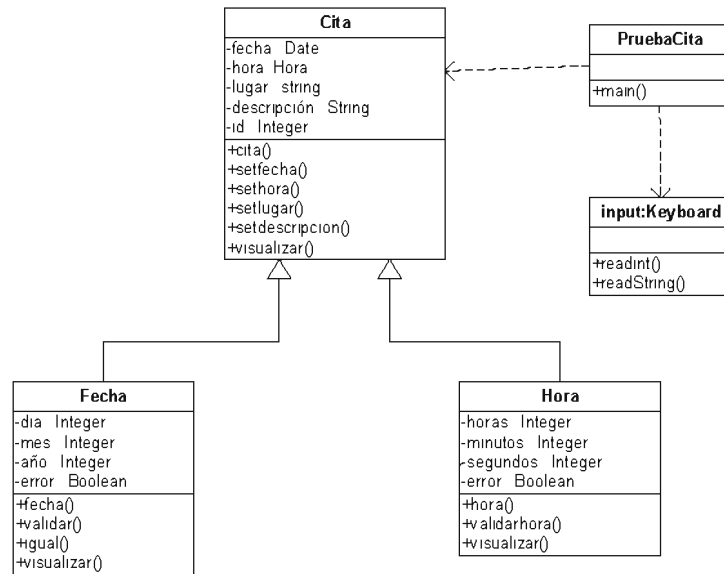 Cita
-fecha Date
-hora Hora
-lugar string
-descripción String
-id Integer
+cita()
+setfecha()
+sethora()
+setlugar()
+setdescripcion()
+visualizar()
PruebaCita
+main()
input:Keyboard
+readint()
+readString()
Fecha
-dia Integer
-mes Integer
-año Integer
-error Boolean
+fecha()
+validar()
+igual()
+visualizar()
Hora
-horas Integer
-minutos Integer
-segundos Integer
-error Boolean
+hora()
+validarhora()
+visualizar()